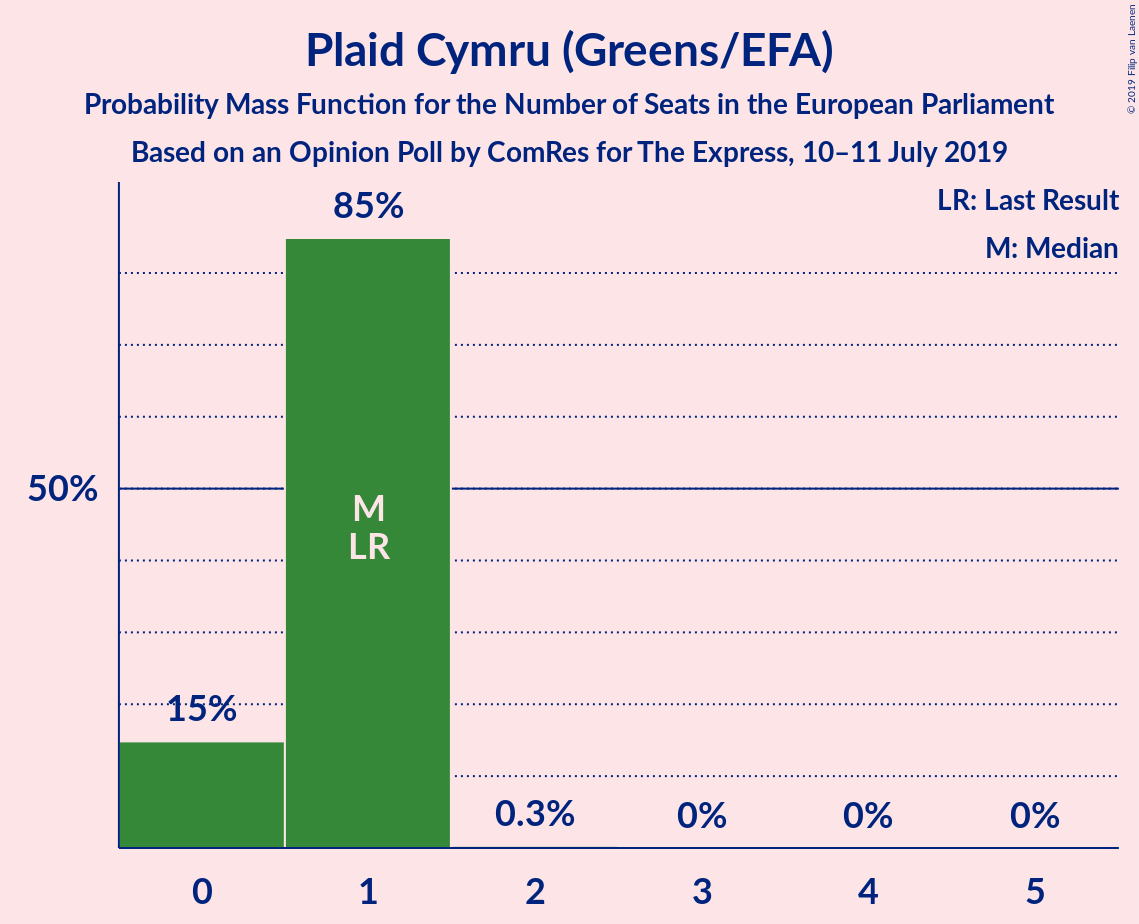 Plaid Cymru (Greens/EFA)
Probability Mass Function for the Number of Seats in the European Parliament
Based on an Opinion Poll by ComRes for The Express, 10–11 July 2019
© 2019 Filip van Laenen
LR: Last Result
M: Median
85%
50%
M
LR
15%
0.3%
0%
0%
0%
0
1
2
3
4
5